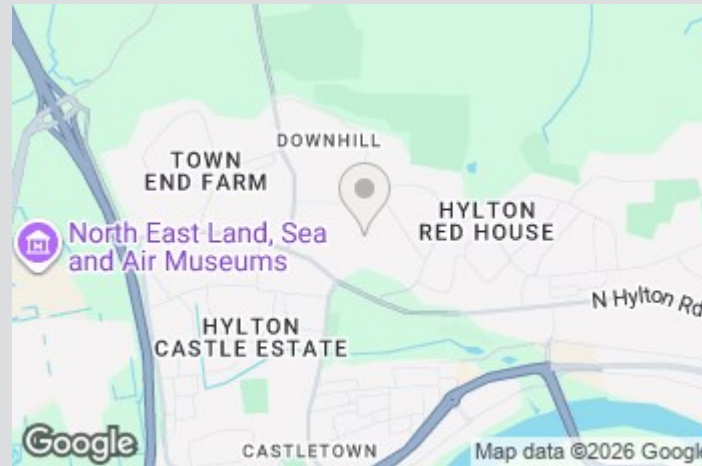 DOWNHILL
TOWN
END FARM
HYLTON
RED HOUSE
North East Land, Sea
and Air Museums
N Hylton Rd
HYLTON
CASTLE ESTATE
CASTLETOWN
Google
Map data ©2026 Google